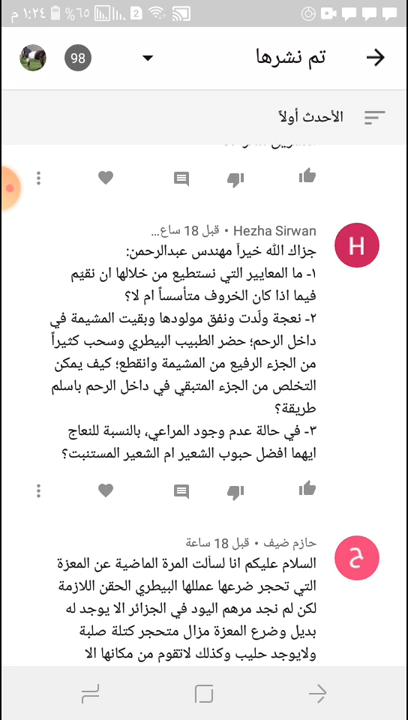 م ١:٢٤
%٦٥
2
تم نشرها
98
الأحدث أولاً
Hezha Sirwan • قبل 18 ساع...
H
جزاك الله خيراً مهندس عبدالرحمن:
١- ما المعايير التي نستطيع من خلالها ان نقيّم
فيما اذا كان الخروف متأسساً ام لا؟
٢- نعجة ولّدت ونفق مولودها وبقيت المشيمة في
داخل الرحم؛ حضر الطبيب البيطري وسحب كثيراً
من الجزء الرفيع من المشيمة وانقطع؛ كيف يمكن
التخلص من الجزء المتبقي في داخل الرحم باسلم
طريقة؟
٣- في حالة عدم وجود المراعي، بالنسبة للنعاج
ايهما افضل حبوب الشعير ام الشعير المستنبت؟
حازم ضيف • قبل 18 ساعة
ح
السلام عليكم انا لسألت المرة الماضية عن المعزة
التي تحجر ضرعها عمللها البيطري الحقن اللازمة
لكن لم نجد مرهم اليود في الجزائر الا يوجد له
بديل وضرع المعزة مزال متحجر كتلة صلبة
ولايوجد حليب وكذلك لاتقوم من مكانها الا